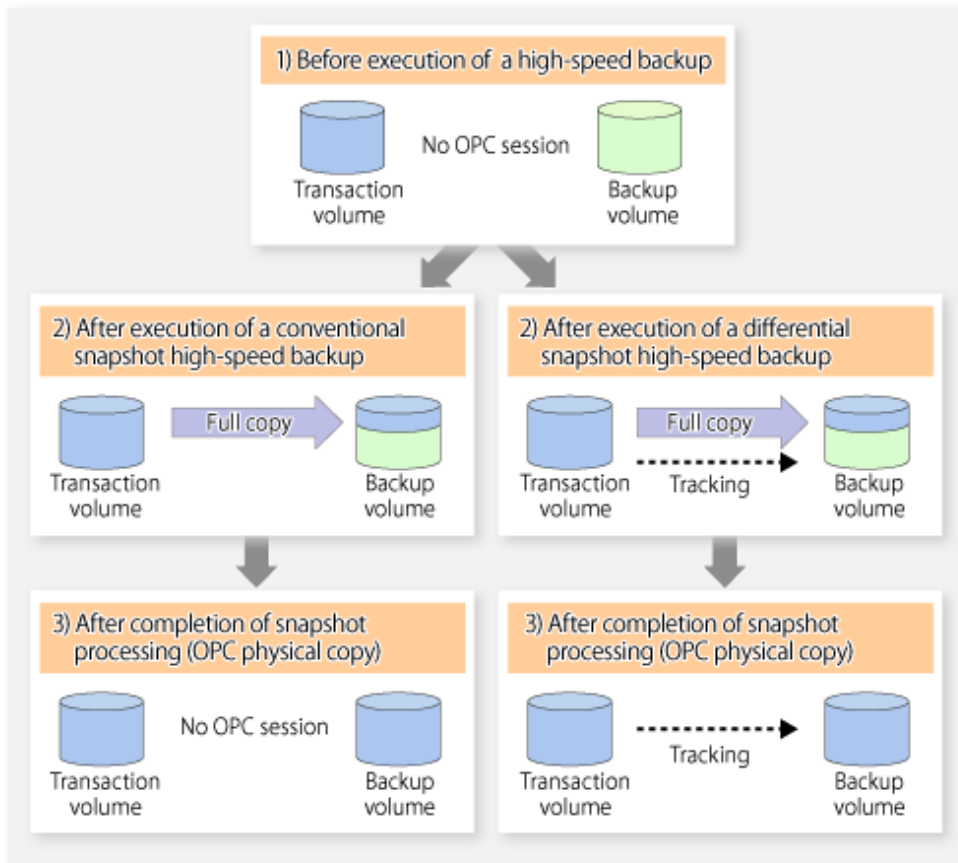 1) Before execution of a high-speed backup
No OPC session
Transaction
volume
Backup
volume
2) After execution of a conventional
snapshot high-speed backup
Full copy
Transaction
volume
Backup
volume
2) After execution of a differential
snapshot high-speed backup
Full copy
Tracking
Transaction
volume
Backup
volume
3) After completion of snapshot
processing (OPC physical copy)
No OPC session
Transaction
volume
Backup
volume
3) After completion of snapshot
processing (OPC physical copy)
Tracking
Transaction
volume
Backup
volume